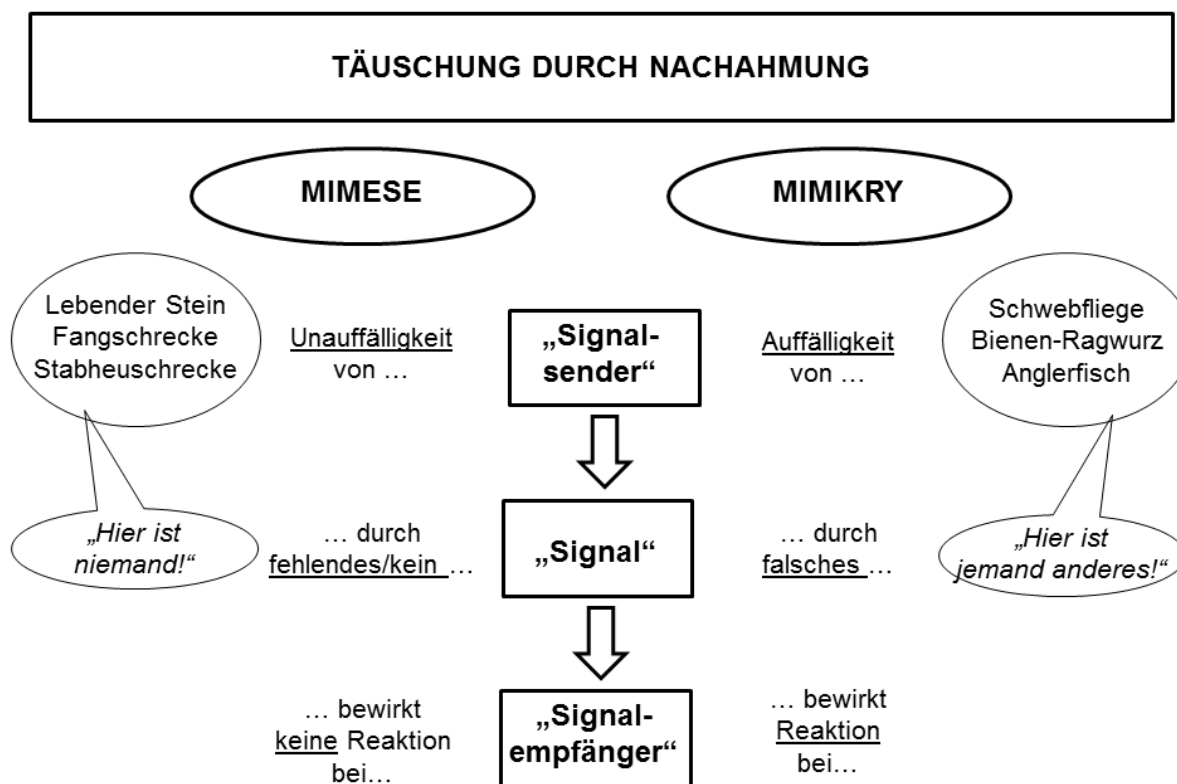 TÄUSCHUNG DURCH NACHAHMUNG
MIMESE
MIMIKRY
Lebender Stein
Fangschrecke
Stabheuschrecke
Unauffälligkeit
von …
„Signal-
sender“
Auffälligkeit
von …
Schwebfliege
Bienen-Ragwurz
Anglerfisch
„Hier ist
niemand!“
… durch
fehlendes/kein …
„Signal“
… durch
falsches …
„Hier ist
jemand anderes!“
… bewirkt
keine Reaktion
bei…
„Signal-
empfänger“
… bewirkt
Reaktion
bei…